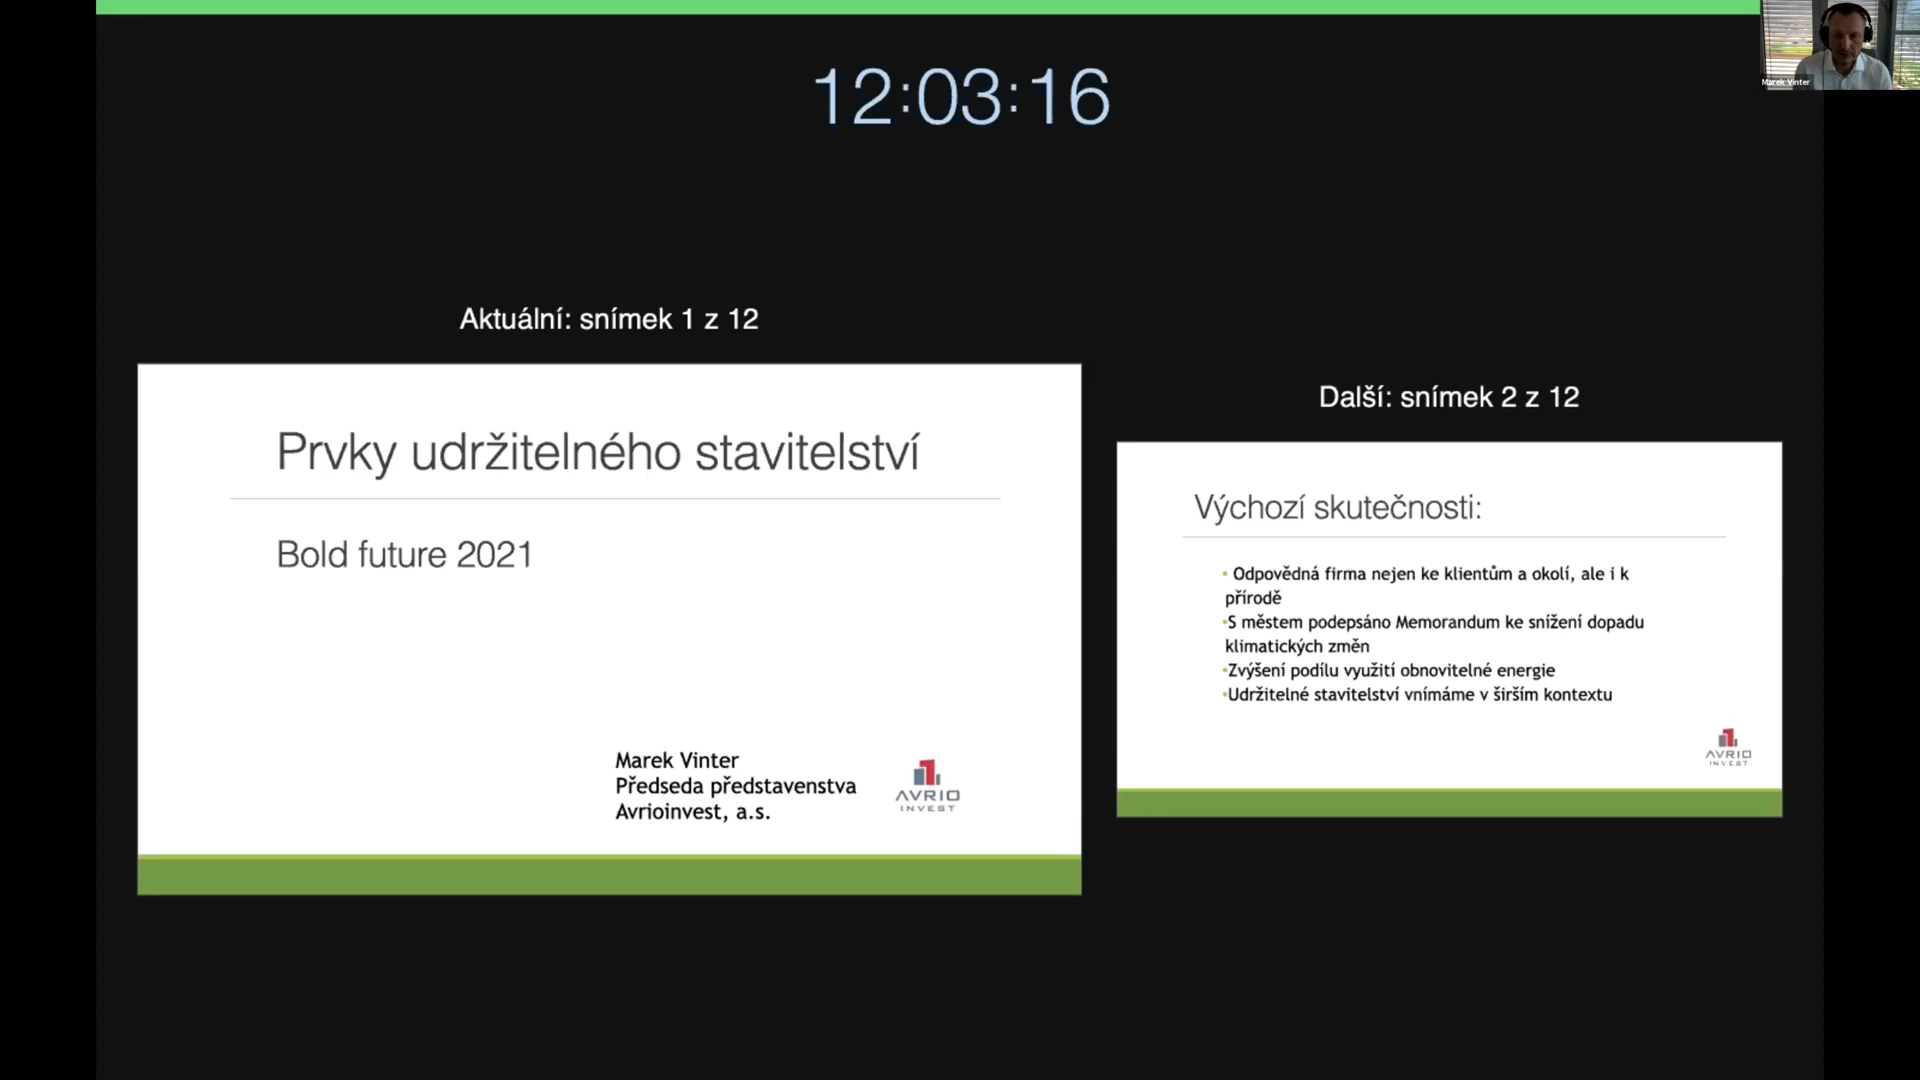 12:03:16
Marek Vinter
Aktuální: snímek 1 z 12
Prvky udržitelného stavitelství
Bold future 2021
Marek Vinter
Předseda představenstva
Avrioinvest, a.s.
AVRIO
INVEST
Další: snímek 2 z 12
Výchozí skutečnosti:
• Odpovědná firma nejen ke klientům a okolí, ale i k
přírodě
•S městem podepsáno Memorandum ke snížení dopadu
klimatických změn
•Zvýšení podílu využití obnovitelné energie
•Udržitelné stavitelství vnímáme v širším kontextu
AVRIO
INVEST